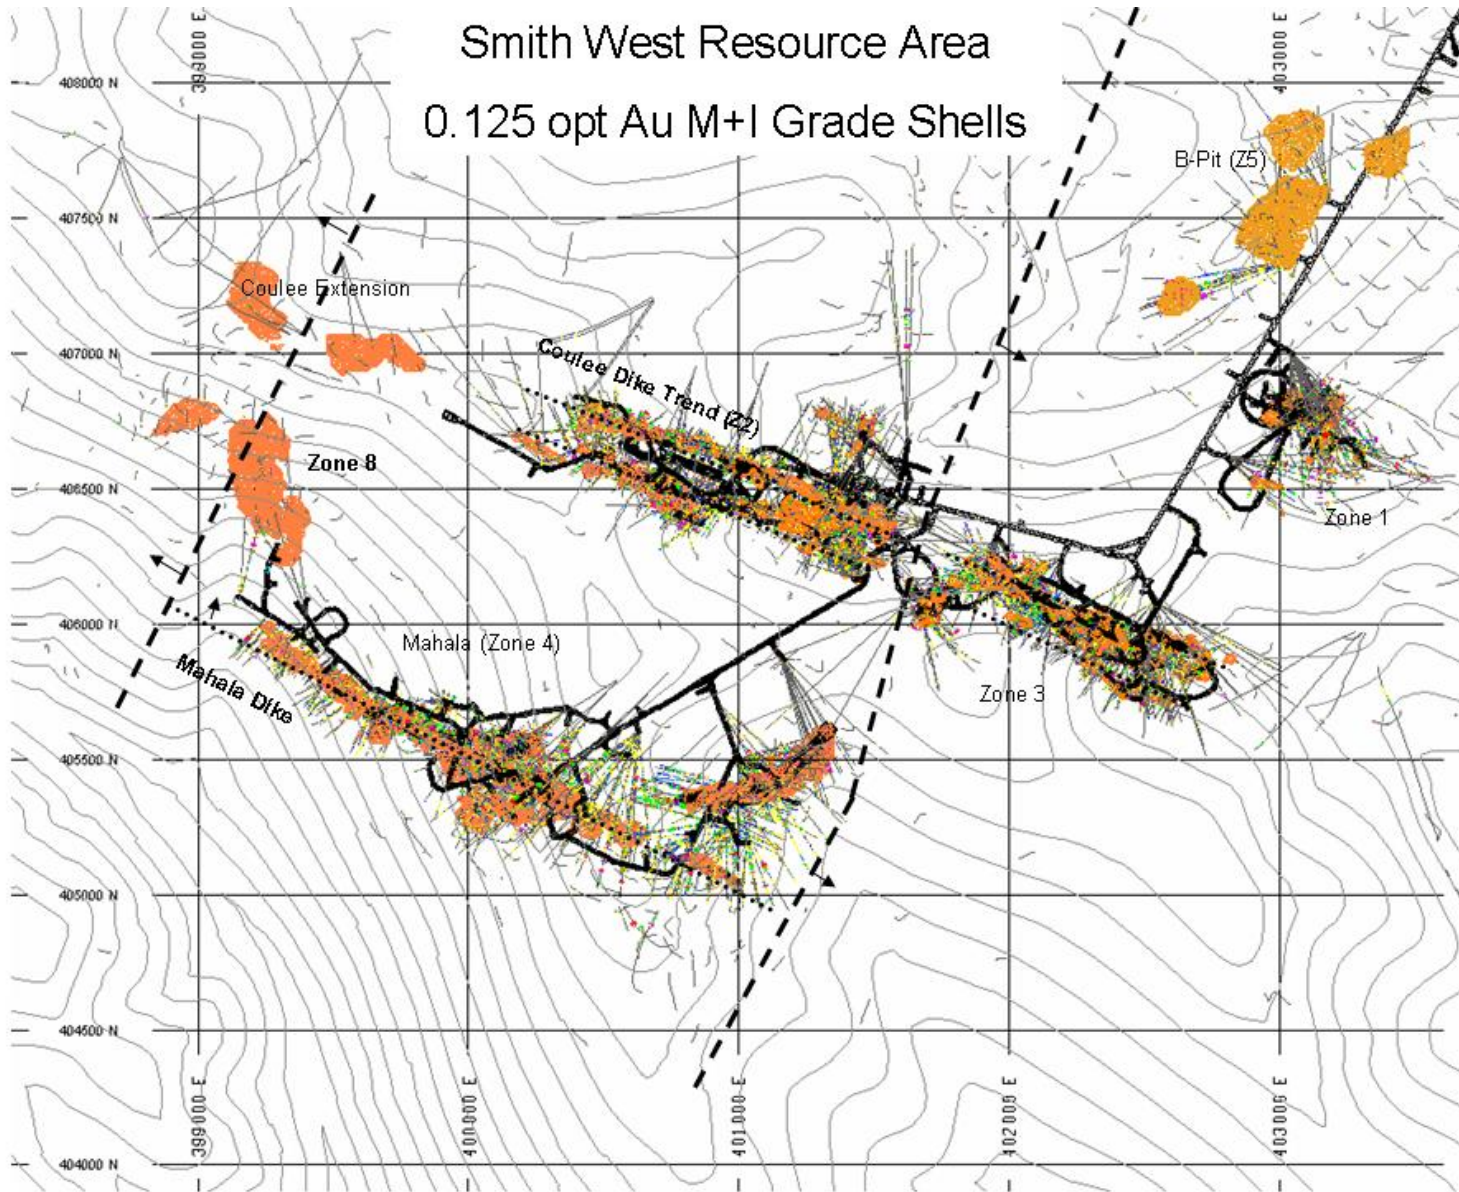 Smith West Resource Area
0.125 opt Au M+I Grade Shells
399000 E
403000 E
408000 N
B-Pit (Z5)
407500 N
Coulee Extension
407000 N
Coulee Dike Trend (Z2)
Zone 8
406500 N
Zone 1
406000 N
Mahala (Zone 4)
Mahala Dike
Zone 3
405500 N
405000 N
404500 N
399000 E
400000 E
401000 E
402000 E
403000 E
404000 N